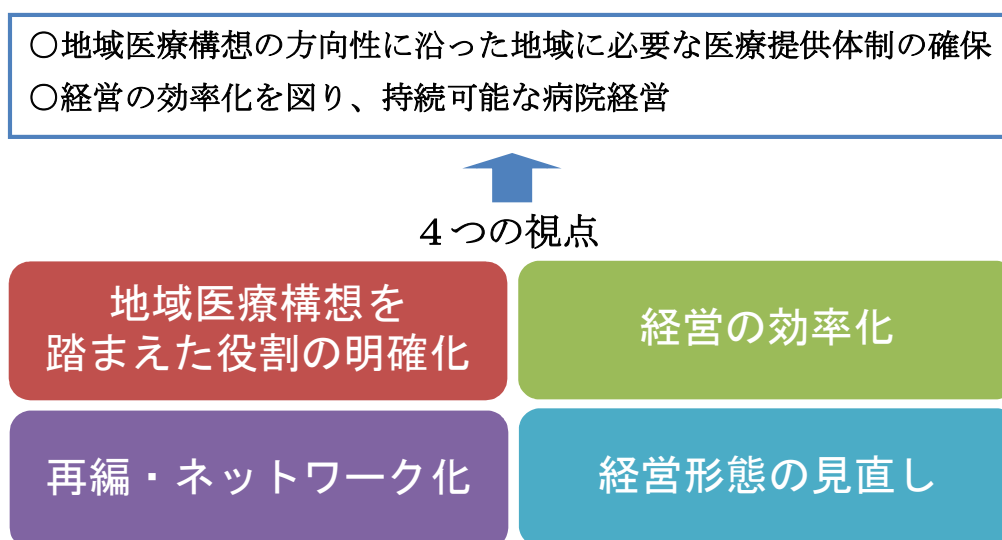 〇地域医療構想の方向性に沿った地域に必要な医療提供体制の確保
〇経営の効率化を図り、持続可能な病院経営
４つの視点
地域医療構想を
踏まえた役割の明確化
経営の効率化
再編・ネットワーク化
経営形態の見直し